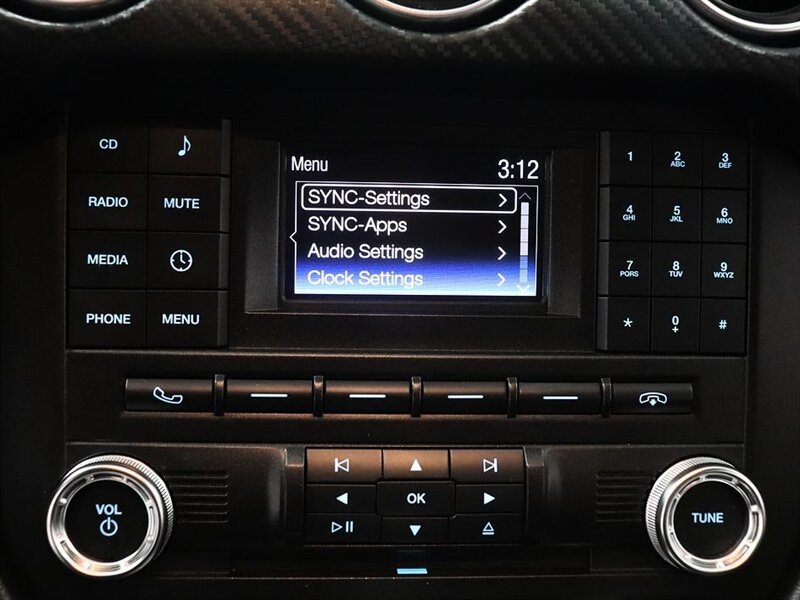 CD
RADIO
MUTE
MEDIA
PHONE
MENU
Menu
3:12
SYNC-Settings
SYNC-Apps
Audio Settings
Clock Settings
1
2
ABC
3
DEF
4
GHI
5
JKL
6
MNO
7
PQRS
8
TUV
9
WXYZ
*
0
+
#
VOL
OK
TUNE